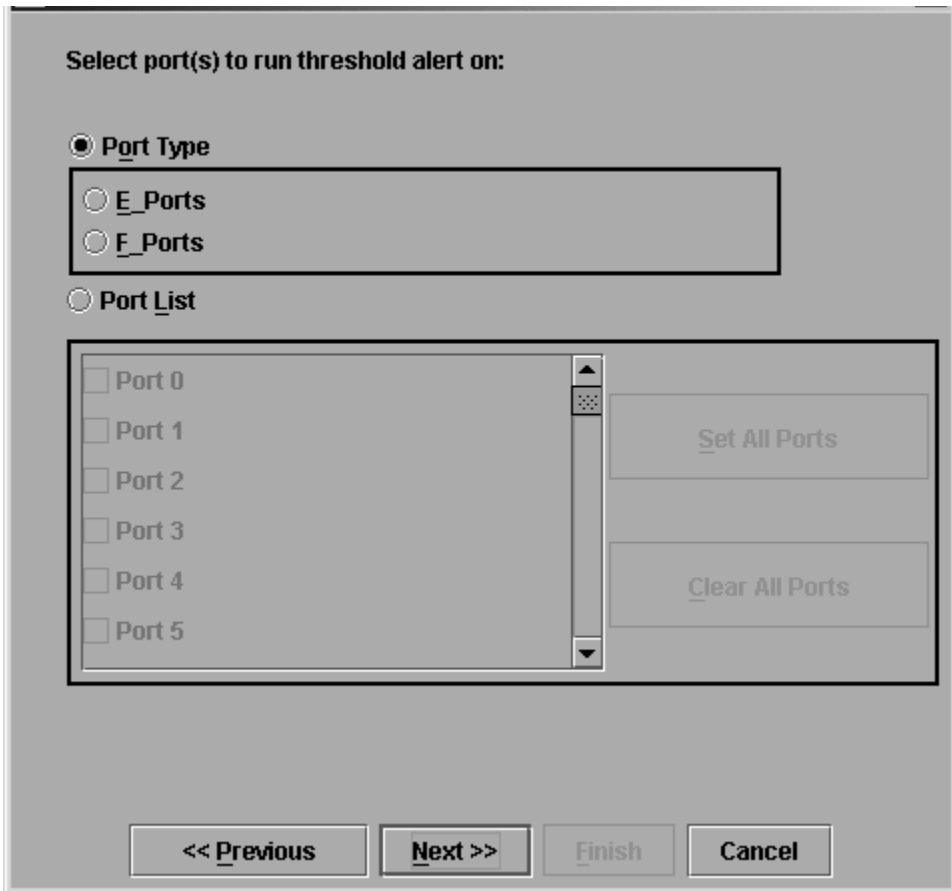 Select port(s) to run threshold alert on:
Port Type
E_Ports
F_Ports
Port List
Port 0
Port 1
Port 2
Port 3
Port 4
Port 5
Set All Ports
Clear All Ports
<< Previous
Next >>
Finish
Cancel